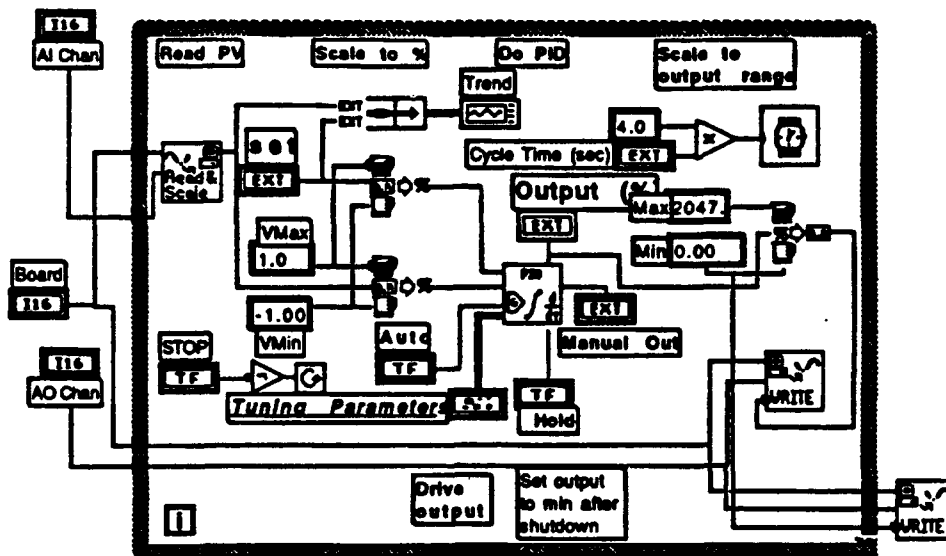 I16
AI Chan
Read PV
Scale to %
Do PID
Scale to
output range
Trend
EXT
EXT
4.0
Cycle Time (sec)
EXT
x
Read &
Scale
set
EXT
%
Output (%)
EXT
Max 2047.
%
VMax
1.0
Min 0.00
Board
I16
%
PID
EXT
Manual Out
-1.00
VMin
Auto
TF
STOP
TF
I16
AO Chan
Tuning Parameters
TF
Hold
WRITE
Drive
output
Set output
to min after
shutdown
i
WRITE